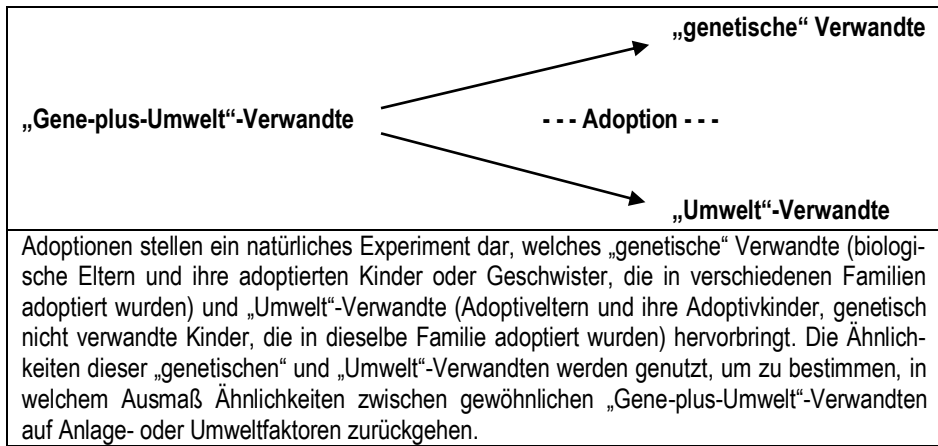 „genetische“ Verwandte
„Gene-plus-Umwelt“-Verwandte - - - Adoption - - -
„Umwelt“-Verwandte
Adoptionen stellen ein natürliches Experiment dar, welches „genetische“ Verwandte (biologi-
sche Eltern und ihre adoptierten Kinder oder Geschwister, die in verschiedenen Familien
adoptiert wurden) und „Umwelt“-Verwandte (Adoptiveltern und ihre Adoptivkinder, genetisch
nicht verwandte Kinder, die in dieselbe Familie adoptiert wurden) hervorbringt. Die Ähnlich-
keiten dieser „genetischen“ und „Umwelt“-Verwandten werden genutzt, um zu bestimmen, in
welchem Ausmaß Ähnlichkeiten zwischen gewöhnlichen „Gene-plus-Umwelt“-Verwandten
auf Anlage- oder Umweltfaktoren zurückgehen.